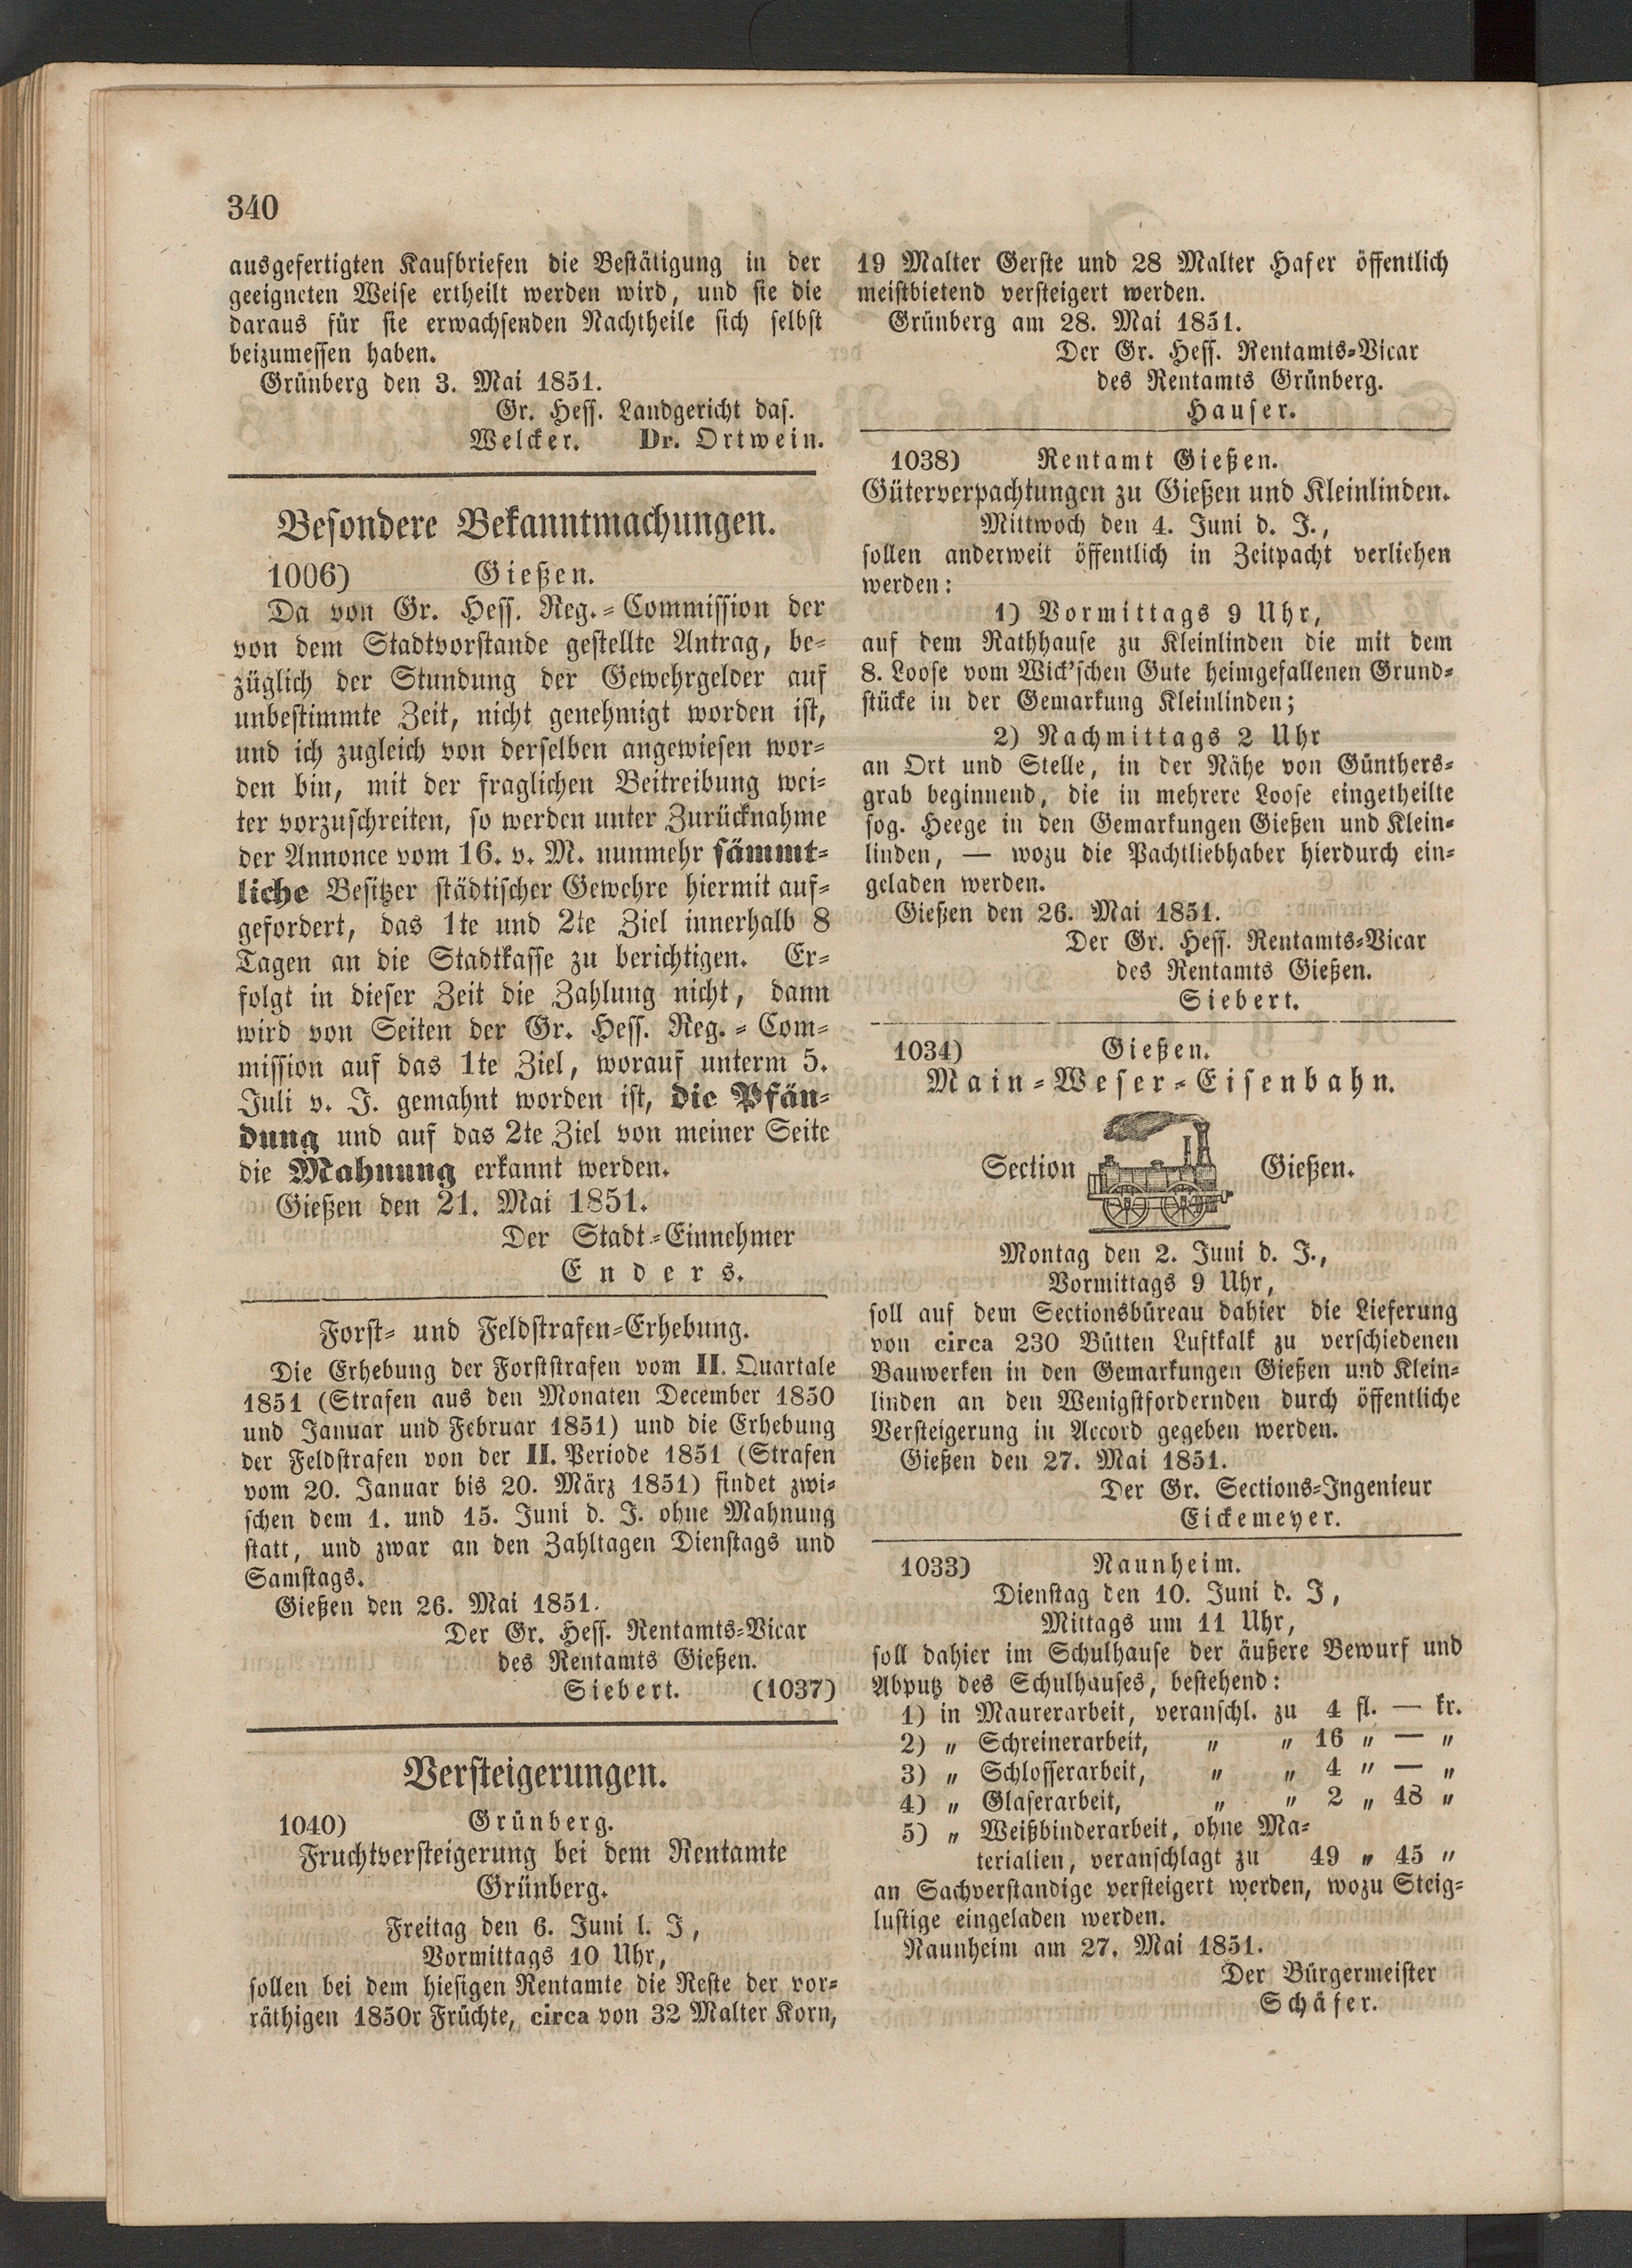 340
ausgefertigten Kaufbriefen die Bestätigung in der
geeigneten Weise ertheilt werden wird, und sie die
daraus für sie erwachsenden Nachtheile sich selbst
beizumessen haben.
Grünberg den 3. Mai 1851.
Gr. Hess. Landgericht das.
Welcker. Dr. Ortwein.
Besondere Bekanntmachungen.
1006) Gießen.
Da von Gr. Hess. Reg.-Commission der
von dem Stadtvorstande gestellte Antrag, be-
züglich der Stundung der Gewehrgelder auf
unbestimmte Zeit, nicht genehmigt worden ist,
und ich zugleich von derselben angewiesen wor-
den bin, mit der fraglichen Beitreibung wei-
ter vorzuschreiten, so werden unter Zurücknahme
der Annonce vom 16. v. M. nunmehr sämmt-
liche Besitzer städtischer Gewehre hiermit auf-
gefordert, das 1te und 2te Ziel innerhalb 8
Tagen an die Stadtkasse zu berichtigen. Er-
folgt in dieser Zeit die Zahlung nicht, dann
wird von Seiten der Gr. Hess. Reg.-Com-
mission auf das 1te Ziel, worauf unterm 5.
Juli v. J. gemahnt worden ist, die Pfän-
dung und auf das 2te Ziel von meiner Seite
die Mahnung erkannt werden.
Gießen den 21. Mai 1851.
Der Stadt-Einnehmer
Enders.
Forst- und Feldstrafen-Erhebung.
Die Erhebung der Forststrafen vom II. Quartale
1851 (Strafen aus den Monaten December 1850
und Januar und Februar 1851) und die Erhebung
der Feldstrafen von der II. Periode 1851 (Strafen
vom 20. Januar bis 20. März 1851) findet zwi-
schen dem 1. und 15. Juni d. J. ohne Mahnung
statt, und zwar an den Zahltagen Dienstags und
Samstags.
Gießen den 26. Mai 1851.
Der Gr. Hess. Rentamts-Vicar
des Rentamts Gießen.
Siebert. (1037)
Versteigerungen.
1040) Grünberg.
Fruchtversteigerung bei dem Rentamte
Grünberg.
Freitag den 6. Juni l. J,
Vormittags 10 Uhr,
sollen bei dem hiesigen Rentamte die Reste der vor-
räthigen 1850r Früchte, circa von 32 Malter Korn,
19 Malter Gerste und 28 Malter Hafer öffentlich
meistbietend versteigert werden.
Grünberg am 28. Mai 1851.
Der Gr. Hess. Rentamts-Vicar
des Rentamts Grünberg.
Hauser.
1038) Rentamt Gießen.
Güterverpachtungen zu Gießen und Kleinlinden.
Mittwoch den 4. Juni d. J.,
sollen anderweit öffentlich in Zeitpacht verliehen
werden:
1) Vormittags 9 Uhr,
auf dem Rathhause zu Kleinlinden die mit dem
8. Loose vom Wick'schen Gute heimgefallenen Grund-
stücke in der Gemarkung Kleinlinden;
2) Nachmittags 2 Uhr
an Ort und Stelle, in der Nähe von Günthers-
grab beginnend, die in mehrere Loose eingetheilte
sog. Heege in den Gemarkungen Gießen und Klein-
linden, — wozu die Pachtliebhaber hierdurch ein-
geladen werden.
Gießen den 26. Mai 1851.
Der Gr. Hess. Rentamts-Vicar
des Rentamts Gießen.
Siebert.
1034) Gießen.
Main-Weser-Eisenbahn.
Section Gießen.
Montag den 2. Juni d. J.,
Vormittags 9 Uhr,
soll auf dem Sectionsbüreau dahier die Lieferung
von circa 230 Bütten Luftkalk zu verschiedenen
Bauwerken in den Gemarkungen Gießen und Klein-
linden an den Wenigstfordernden durch öffentliche
Versteigerung in Accord gegeben werden.
Gießen den 27. Mai 1851.
Der Gr. Sections-Ingenieur
Eickemeyer.
1033) Naunheim.
Dienstag den 10. Juni d. J,
Mittags um 11 Uhr,
soll dahier im Schulhause der äußere Bewurf und
Abputz des Schulhauses, bestehend:
1) in Maurerarbeit, veranschl. zu 4 fl. — kr.
2) „ Schreinerarbeit, „ „ 16 „ — „
3) „ Schlosserarbeit, „ „ 4 „ — „
4) „ Glaserarbeit, „ „ 2 „ 48 „
5) „ Weißbinderarbeit, ohne Ma-
terialien, veranschlagt zu 49 „ 45 „
an Sachverstandige versteigert werden, wozu Steig-
lustige eingeladen werden.
Naunheim am 27. Mai 1851.
Der Bürgermeister
Schäfer.